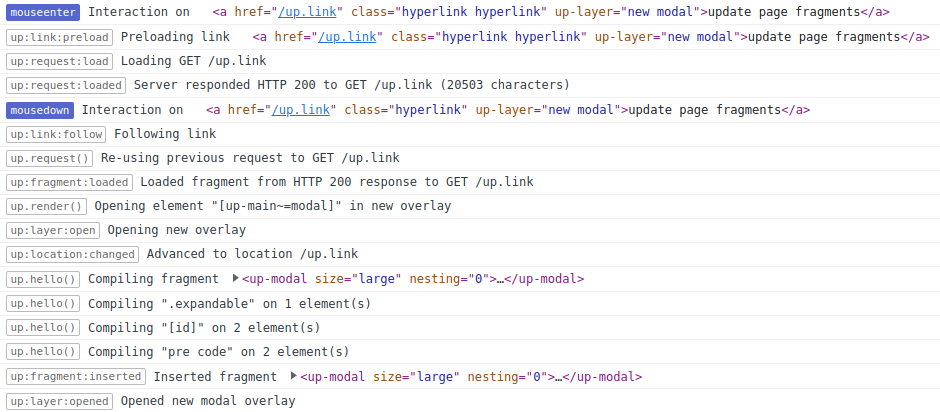 mouseenter Interaction on <a href="/up.link" class="hyperlink hyperlink" up-layer="new modal">update page fragments</a>
up:link:preload Preloading link <a href="/up.link" class="hyperlink hyperlink" up-layer="new modal">update page fragments</a>
up:request:load Loading GET /up.link
up:request:loaded Server responded HTTP 200 to GET /up.link (20503 characters)
mousedown Interaction on <a href="/up.link" class="hyperlink" up-layer="new modal">update page fragments</a>
up:link:follow Following link
up.request() Re-using previous request to GET /up.link
up:fragment:loaded Loaded fragment from HTTP 200 response to GET /up.link
up.render() Opening element "[up-main~=modal]" in new overlay
up:layer:open Opening new overlay
up:location:changed Advanced to location /up.link
up.hello() Compiling fragment <up-modal size="large" nesting="0">…</up-modal>
up.hello() Compiling ".expandable" on 1 element(s)
up.hello() Compiling "[id]" on 2 element(s)
up.hello() Compiling "pre code" on 2 element(s)
up:fragment:inserted Inserted fragment <up-modal size="large" nesting="0">…</up-modal>
up:layer:opened Opened new modal overlay